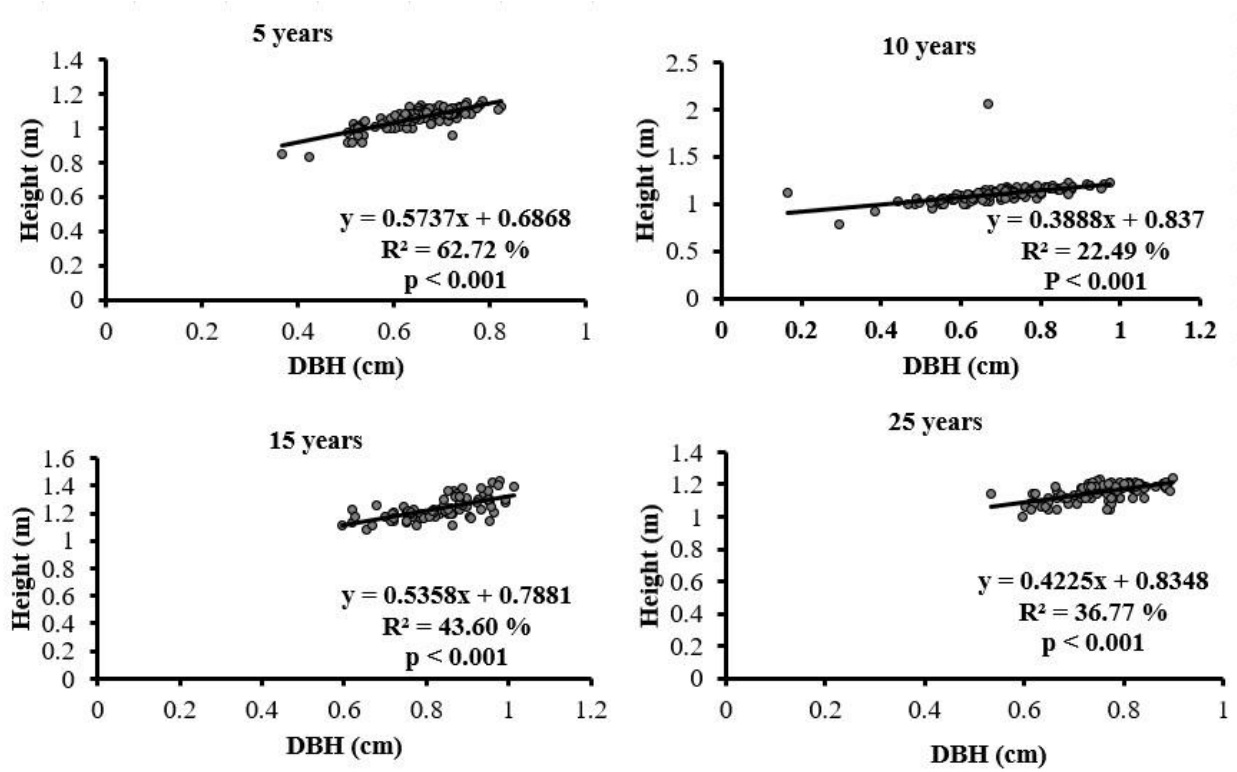 5 years
Height (m)
1.4
1.2
1
0.8
0.6
0.4
0.2
0
y = 0.5737x + 0.6868
R² = 62.72 %
p < 0.001
0 0.2 0.4 0.6 0.8 1
DBH (cm)
10 years
Height (m)
2.5
2
1.5
1
0.5
0
y = 0.3888x + 0.837
R² = 22.49 %
P < 0.001
0 0.2 0.4 0.6 0.8 1 1.2
DBH (cm)
15 years
Height (m)
1.6
1.4
1.2
1
0.8
0.6
0.4
0.2
0
y = 0.5358x + 0.7881
R² = 43.60 %
p < 0.001
0 0.2 0.4 0.6 0.8 1 1.2
DBH (cm)
25 years
Height (m)
1.4
1.2
1
0.8
0.6
0.4
0.2
0
y = 0.4225x + 0.8348
R² = 36.77 %
p < 0.001
0 0.2 0.4 0.6 0.8 1
DBH (cm)